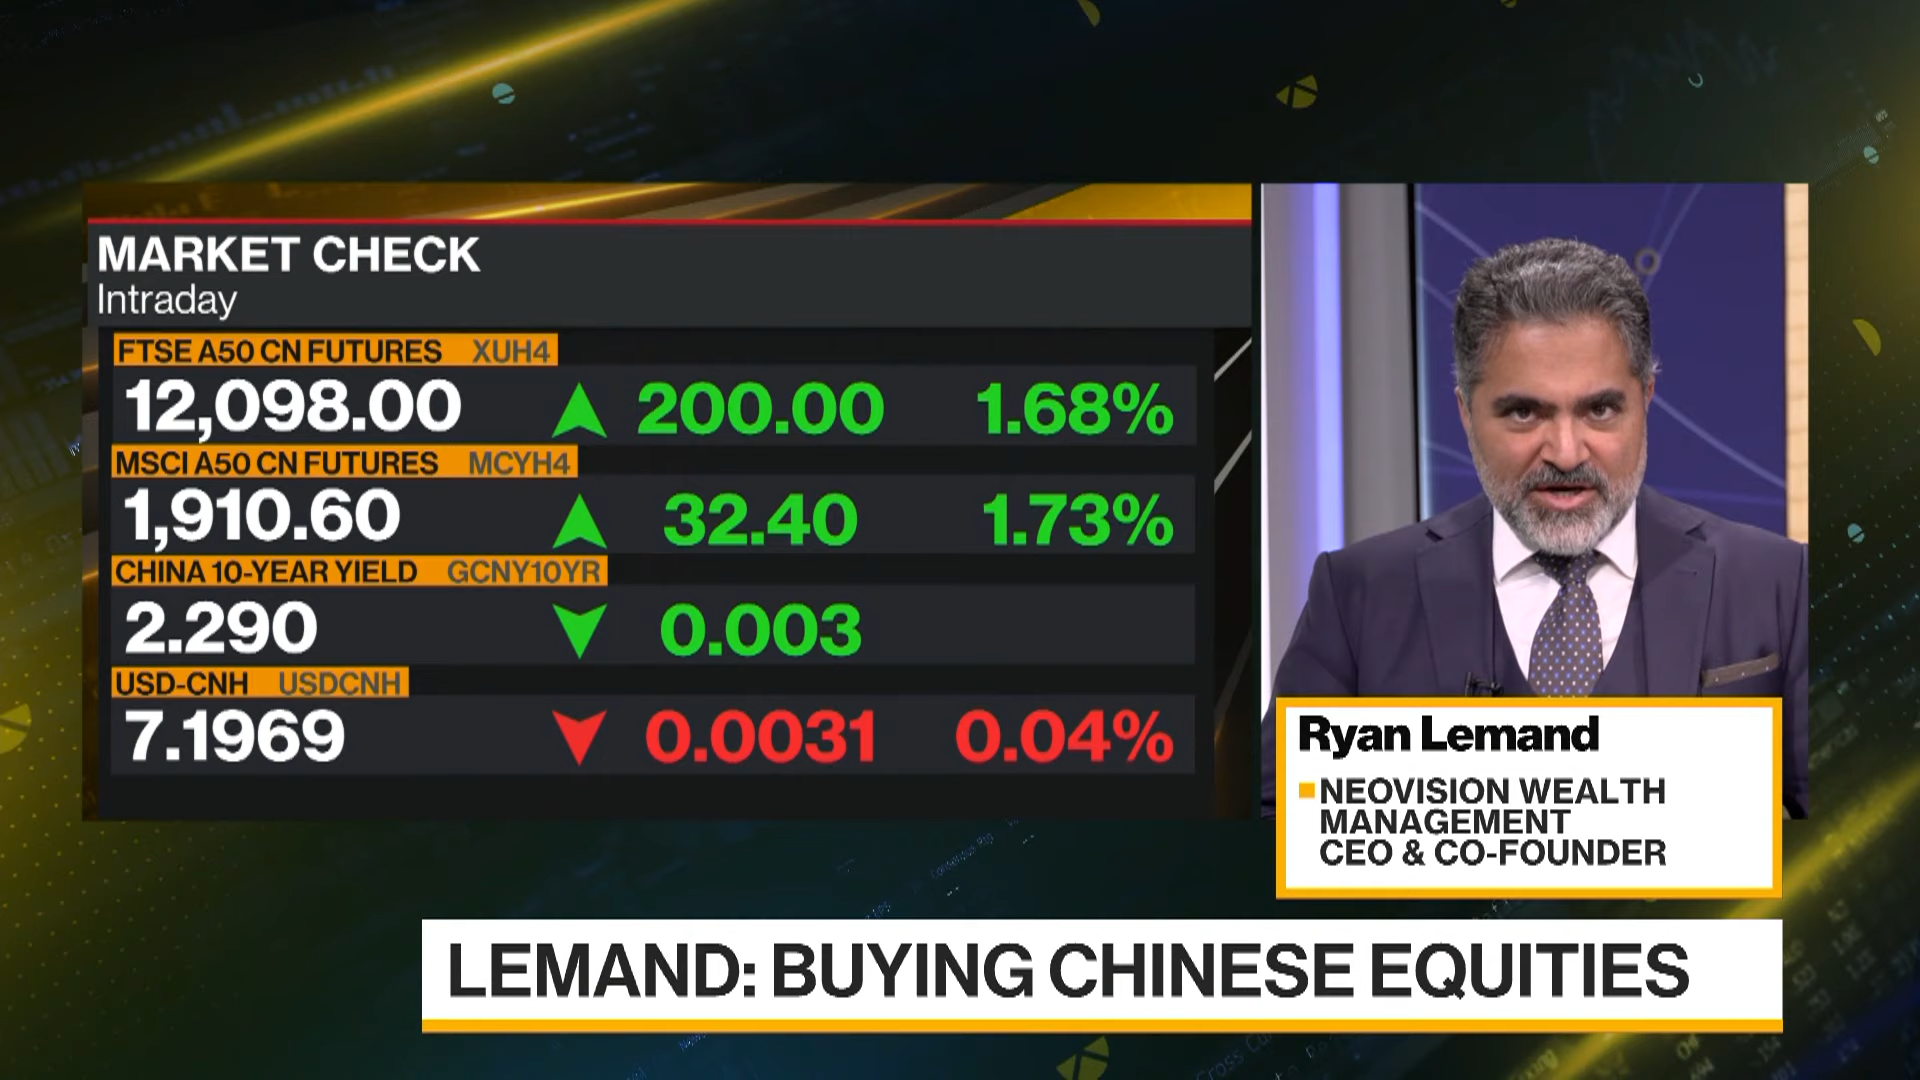 MARKET CHECK
Intraday
FTSE A50 CN FUTURES XUH4
12,098.00 200.00 1.68%
MSCI A50 CN FUTURES MCYH4
1,910.60 32.40 1.73%
CHINA 10-YEAR YIELD GCNY10YR
2.290 0.003
USD-CNH USDCNH
7.1969 0.0031 0.04%
Ryan Lemand
NEOVISION WEALTH
MANAGEMENT
CEO & CO-FOUNDER
LEMAND: BUYING CHINESE EQUITIES